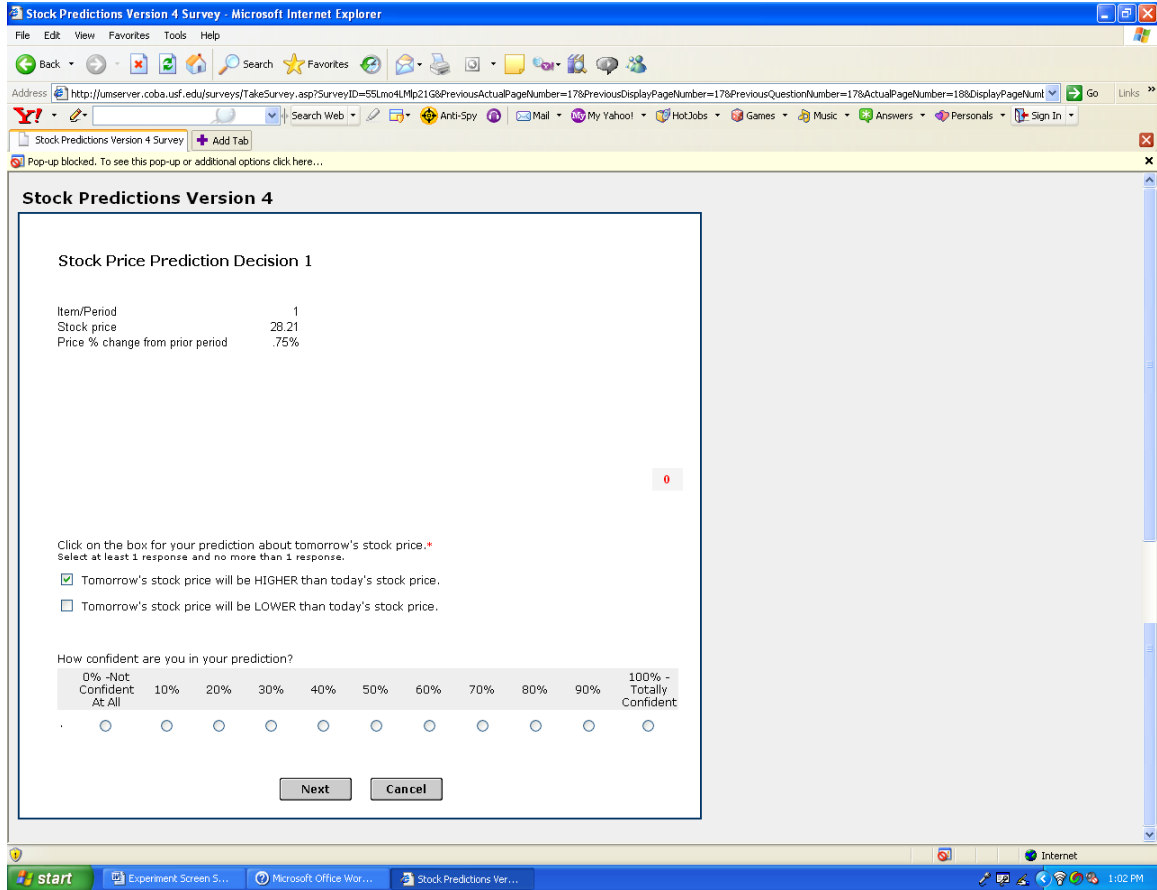 Stock Predictions Version 4 Survey - Microsoft Internet Explorer
File Edit View Favorites Tools Help
Back Search Favorites
Address http://umserver.coba.usf.edu/surveys/TakeSurvey.asp?SurveyID=55Lmo4LMlp21G&PreviousActualPageNumber=17&PreviousDisplayPageNumber=17&PreviousQuestionNumber=17&ActualPageNumber=18&DisplayPageNumb Go Links »
Y! Search Web Anti-Spy Mail My Yahoo! HotJobs Games Music Answers Personals Sign In
Stock Predictions Version 4 Survey Add Tab
Pop-up blocked. To see this pop-up or additional options click here...
Stock Predictions Version 4
Stock Price Prediction Decision 1
Item/Period 1
Stock price 28.21
Price % change from prior period .75%
0
Click on the box for your prediction about tomorrow's stock price.*
Select at least 1 response and no more than 1 response.
Tomorrow's stock price will be HIGHER than today's stock price.
Tomorrow's stock price will be LOWER than today's stock price.
How confident are you in your prediction?
0% -Not Confident At All 10% 20% 30% 40% 50% 60% 70% 80% 90% 100% - Totally Confident
.
Next Cancel
Internet
start Experiment Screen S... Microsoft Office Wor... Stock Predictions Ver... 1:02 PM